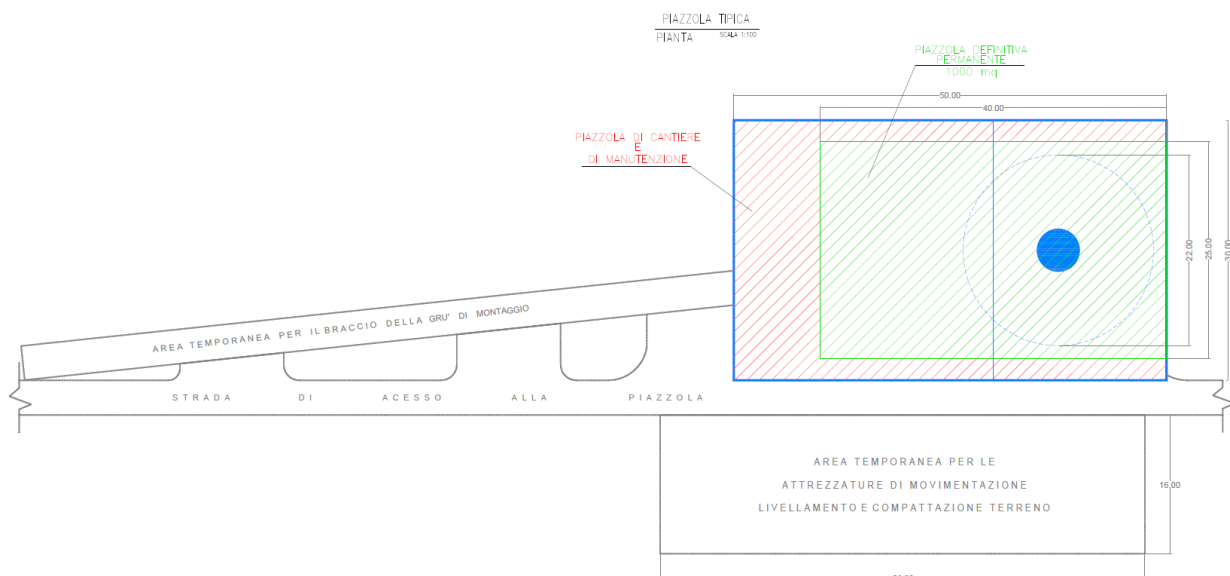 PIAZZOLA TIPICA
PIANTA SCALA 1:100
PIAZZOLA DEFINITIVA
PERMANENTE
1000 mq
50.00
40.00
PIAZZOLA DI CANTIERE
E
DI MANUTENZIONE
22.00
25.00
30.00
AREA TEMPORANEA PER IL BRACCIO DELLA GRU' DI MONTAGGIO
STRADA DI ACESSO ALLA PIAZZOLA
AREA TEMPORANEA PER LE
ATTREZZATURE DI MOVIMENTAZIONE
LIVELLAMENTO E COMPATTAZIONE TERRENO
16.00